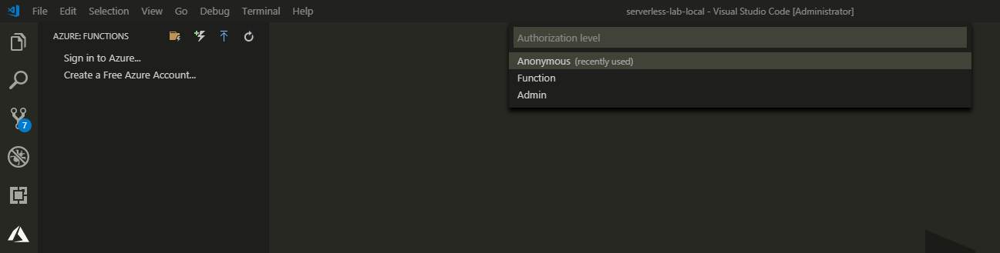 File Edit Selection View Go Debug Terminal Help serverless-lab-local - Visual Studio Code [Administrator]
AZURE: FUNCTIONS
Sign in to Azure...
Create a Free Azure Account...
7
Authorization level
Anonymous (recently used)
Function
Admin